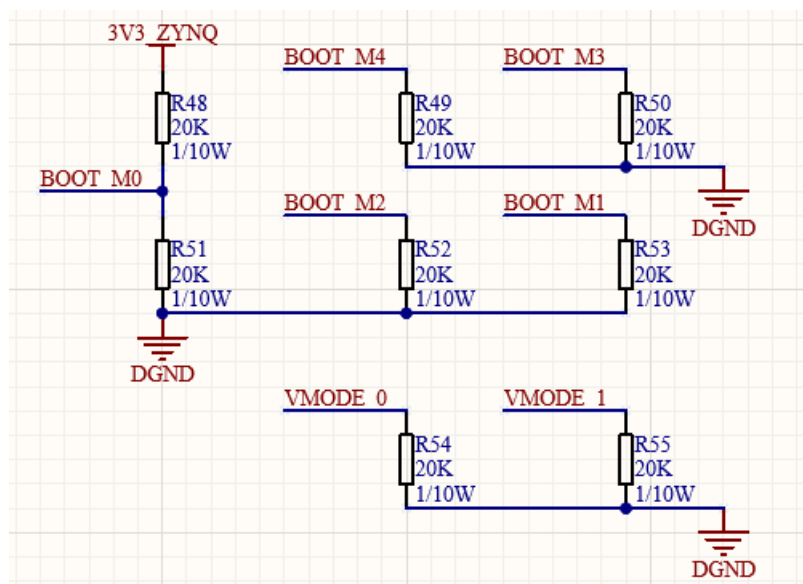 3V3_ZYNQ
BOOT_M4
BOOT_M3
R48
20K
1/10W
R49
20K
1/10W
R50
20K
1/10W
BOOT_M0
DGND
BOOT_M2
BOOT_M1
R51
20K
1/10W
R52
20K
1/10W
R53
20K
1/10W
DGND
VMODE_0
VMODE_1
R54
20K
1/10W
R55
20K
1/10W
DGND